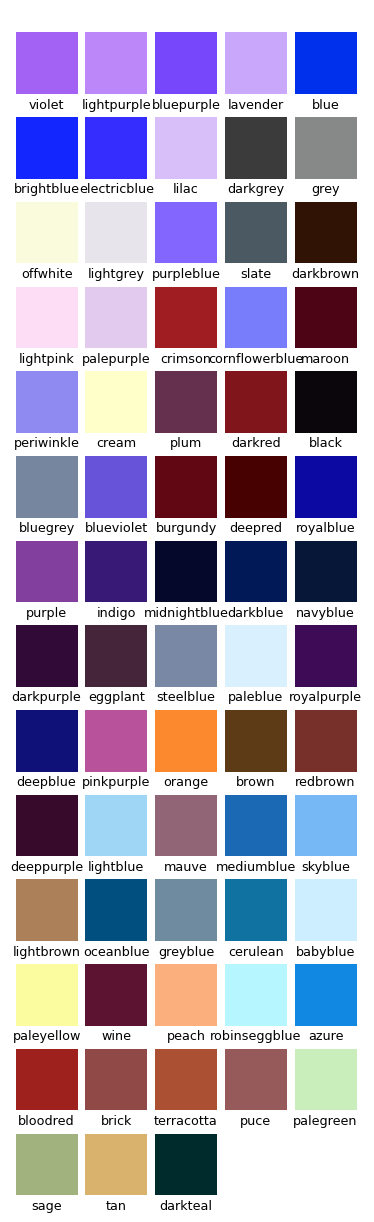 violet lightpurple bluepurple lavender blue
brightblue electricblue lilac darkgrey grey
offwhite lightgrey purpleblue slate darkbrown
lightpink palepurple crimson cornflowerblue maroon
periwinkle cream plum darkred black
bluegrey blueviolet burgundy deepred royalblue
purple indigo midnightblue darkblue navyblue
darkpurple eggplant steelblue paleblue royalpurple
deepblue pinkpurple orange brown redbrown
deeppurple lightblue mauve mediumblue skyblue
lightbrown oceanblue greyblue cerulean babyblue
paleyellow wine peach robinseggblue azure
bloodred brick terracotta puce palegreen
sage tan darkteal